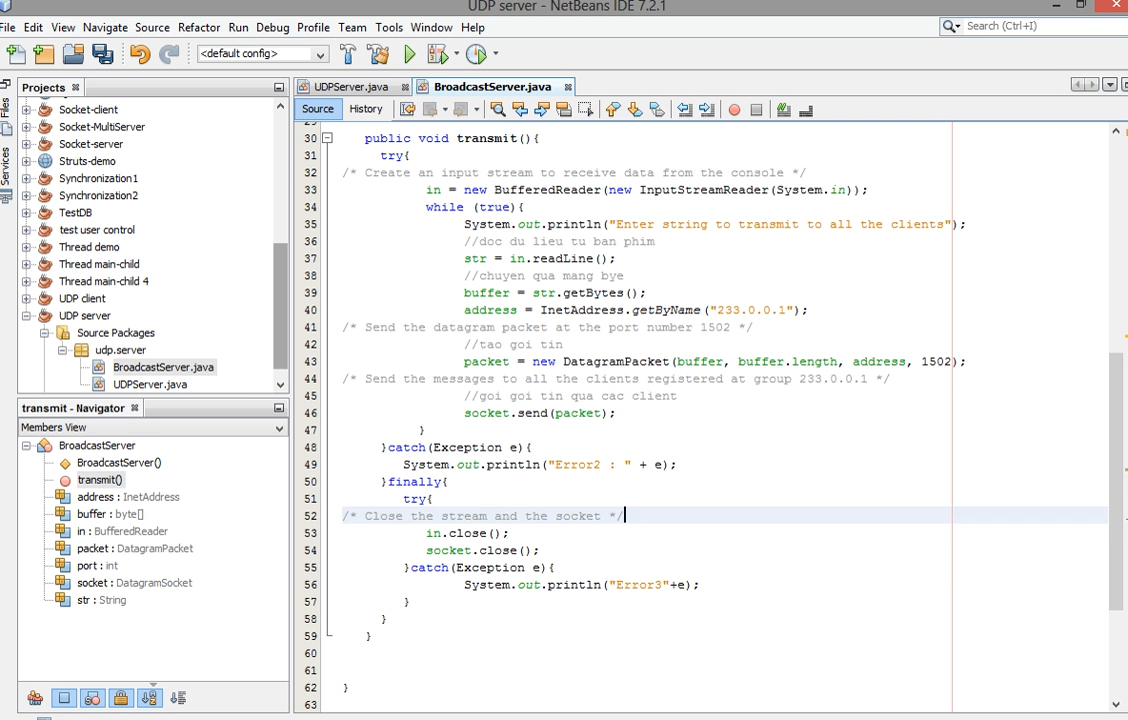 UDP server - NetBeans IDE 7.2.1
File Edit View Navigate Source Refactor Run Debug Profile Team Tools Window Help
Search (Ctrl+I)
<default config>
Files
Services
Projects
Socket-client
Socket-MultiServer
Socket-server
Struts-demo
Synchronization1
Synchronization2
TestDB
test user control
Thread demo
Thread main-child
Thread main-child 4
UDP client
UDP server
Source Packages
udp.server
BroadcastServer.java
UDPServer.java
transmit - Navigator
Members View
BroadcastServer
BroadcastServer()
transmit()
address : InetAddress
buffer : byte[]
in : BufferedReader
packet : DatagramPacket
port : int
socket : DatagramSocket
str : String
UDPServer.java BroadcastServer.java
Source History
30 public void transmit(){
31 try{
32 /* Create an input stream to receive data from the console */
33 in = new BufferedReader(new InputStreamReader(System.in));
34 while (true){
35 System.out.println("Enter string to transmit to all the clients");
36 //doc du lieu tu ban phim
37 str = in.readLine();
38 //chuyen qua mang bye
39 buffer = str.getBytes();
40 address = InetAddress.getByName ("233.0.0.1");
41 /* Send the datagram packet at the port number 1502 */
42 //tao goi tin
43 packet = new DatagramPacket(buffer, buffer.length, address, 1502);
44 /* Send the messages to all the clients registered at group 233.0.0.1 */
45 //goi goi tin qua cac client
46 socket.send(packet);
47 }
48 }catch(Exception e){
49 System.out.println("Error2 : " + e);
50 }finally{
51 try{
52 /* Close the stream and the socket */
53 in.close();
54 socket.close();
55 }catch(Exception e){
56 System.out.println("Error3"+e);
57 }
58 }
59 }
60
61
62 }
63